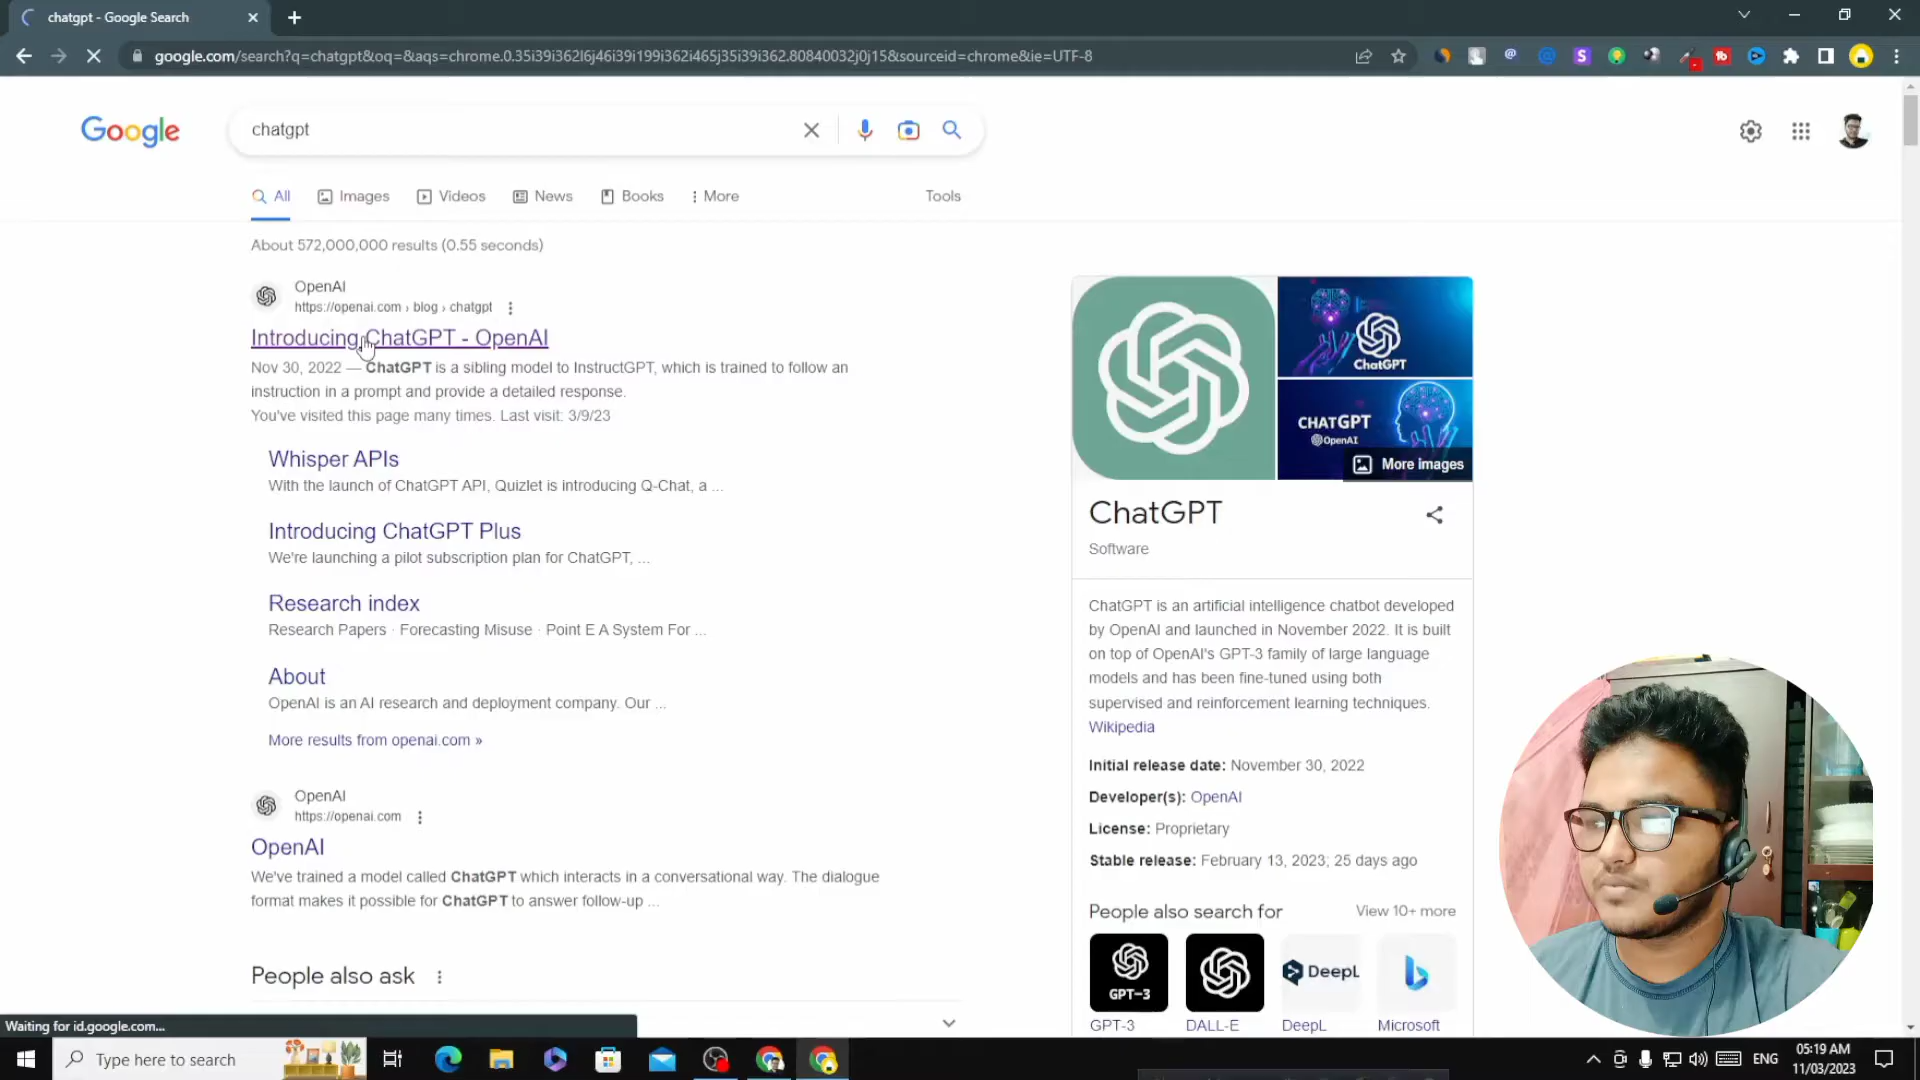 chatgpt - Google Search
google.com/search?q=chatgpt&oq=&aqs=chrome.0.35i39i362l6j46i39i199i362i465j35i39i362.80840032j0j15&sourceid=chrome&ie=UTF-8
Google
chatgpt
All
Images
Videos
News
Books
More
Tools
About 572,000,000 results (0.55 seconds)
OpenAI
https://openai.com › blog › chatgpt
Introducing ChatGPT - OpenAI
Nov 30, 2022 — ChatGPT is a sibling model to InstructGPT, which is trained to follow an
instruction in a prompt and provide a detailed response.
You've visited this page many times. Last visit: 3/9/23
Whisper APIs
With the launch of ChatGPT API, Quizlet is introducing Q-Chat, a ...
Introducing ChatGPT Plus
We're launching a pilot subscription plan for ChatGPT, ...
Research index
Research Papers · Forecasting Misuse · Point E A System For ...
About
OpenAI is an AI research and deployment company. Our ...
More results from openai.com »
OpenAI
https://openai.com
OpenAI
We've trained a model called ChatGPT which interacts in a conversational way. The dialogue
format makes it possible for ChatGPT to answer follow-up ...
People also ask
ChatGPT
CHATGPT
OpenAI
More images
ChatGPT
Software
ChatGPT is an artificial intelligence chatbot developed
by OpenAI and launched in November 2022. It is built
on top of OpenAI's GPT-3 family of large language
models and has been fine-tuned using both
supervised and reinforcement learning techniques.
Wikipedia
Initial release date: November 30, 2022
Developer(s): OpenAI
License: Proprietary
Stable release: February 13, 2023; 25 days ago
People also search for
View 10+ more
GPT-3
DeepL
GPT-3
DALL-E
DeepL
Microsoft
Waiting for id.google.com...
Type here to search
ENG
05:19 AM
11/03/2023